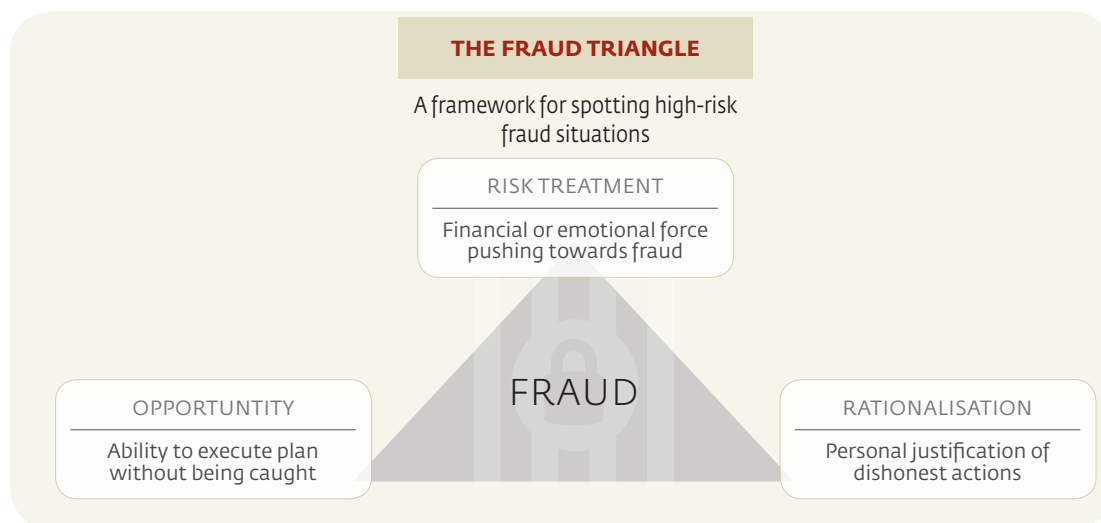 THE FRAUD TRIANGLE
A framework for spotting high-risk
fraud situations
RISK TREATMENT
Financial or emotional force
pushing towards fraud
FRAUD
OPPORTUNTITY
Ability to execute plan
without being caught
RATIONALISATION
Personal justification of
dishonest actions